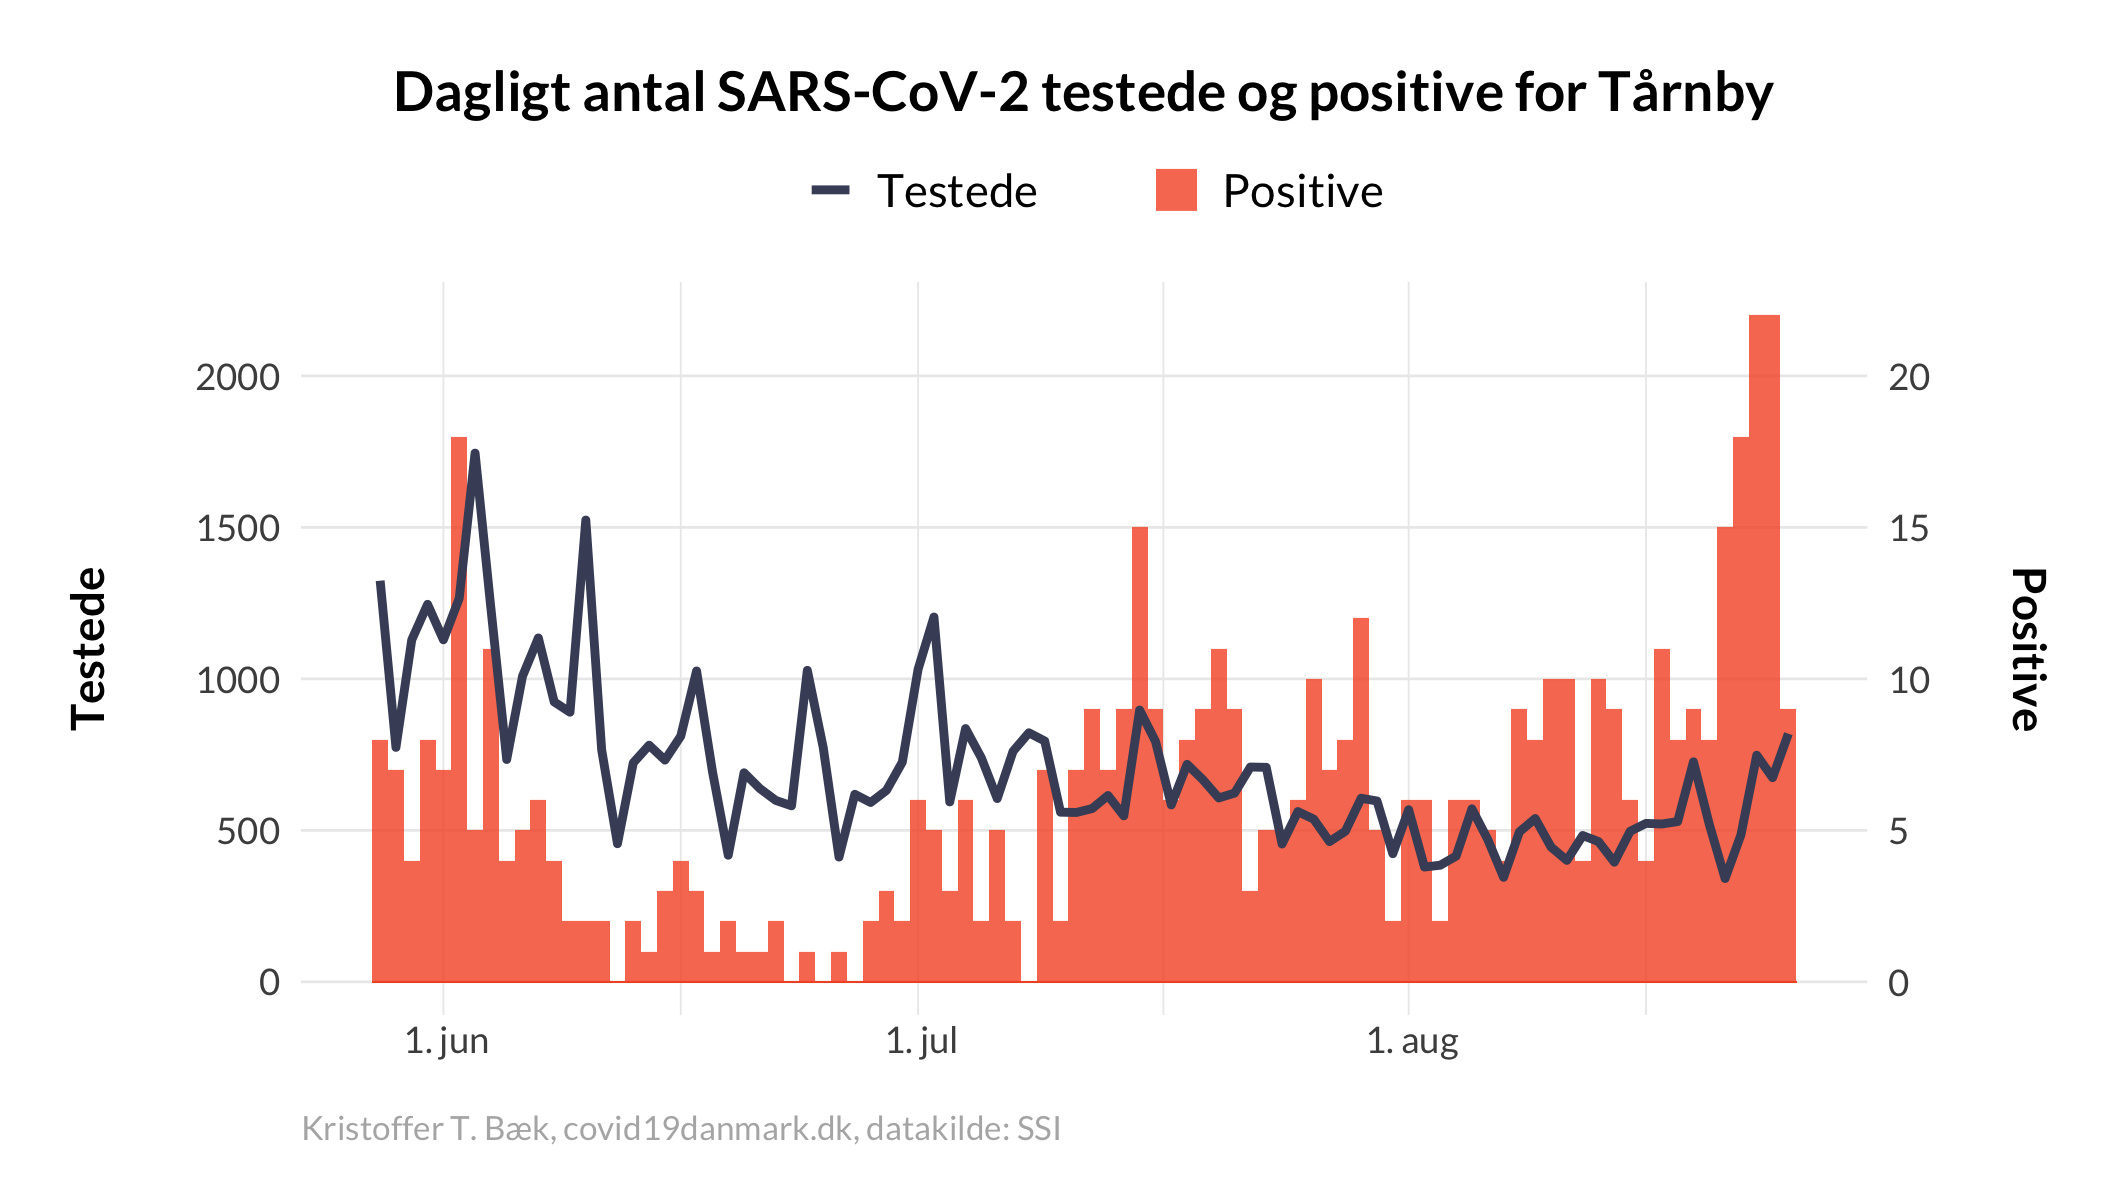 Dagligt antal SARS-CoV-2 testede og positive for Tårnby
Testede
Positive
2000
1500
1000
500
0
Testede
20
15
10
5
0
Positive
1. jun
1. jul
1. aug
Kristoffer T. Bæk, covid19danmark.dk, datakilde: SSI